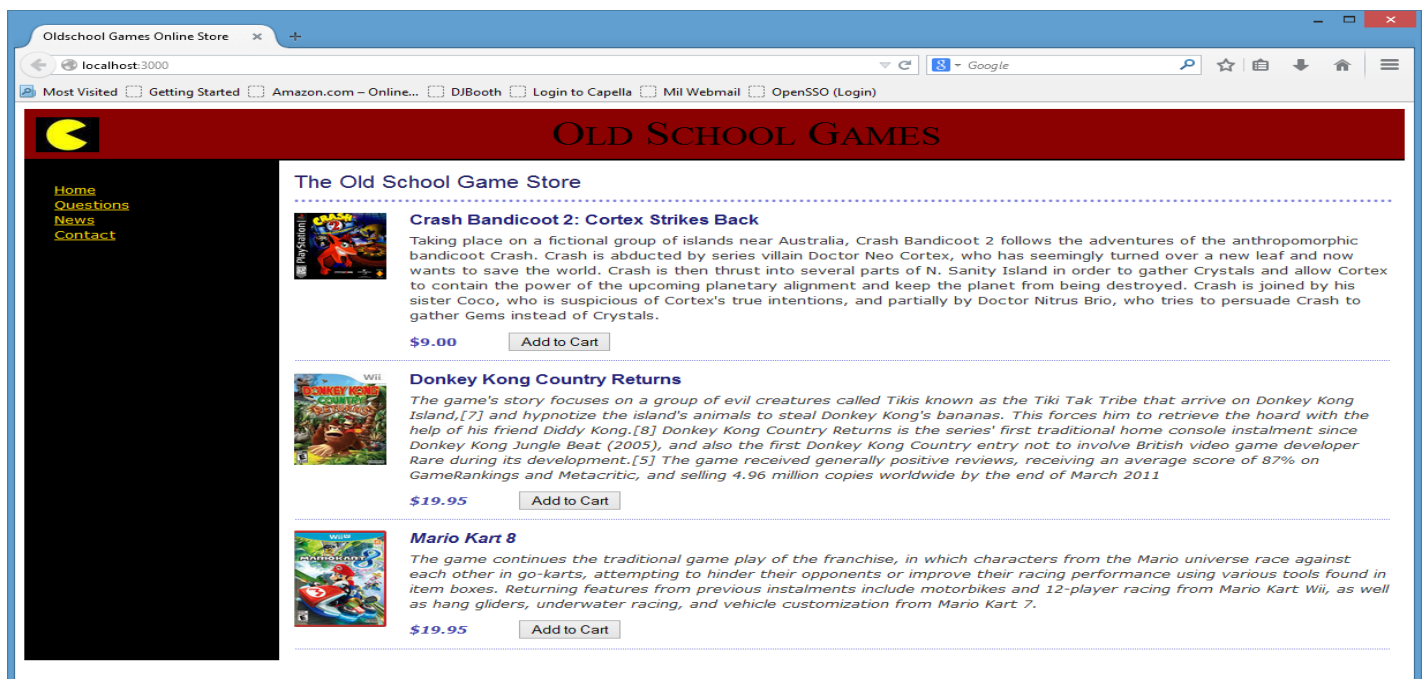 Oldschool Games Online Store
localhost:3000
Google
Most Visited Getting Started Amazon.com – Online... DJBooth Login to Capella Mil Webmail OpenSSO (Login)
OLD SCHOOL GAMES
Home
Questions
News
Contact
The Old School Game Store
CRASH
PlayStation
Crash Bandicoot 2: Cortex Strikes Back
Taking place on a fictional group of islands near Australia, Crash Bandicoot 2 follows the adventures of the anthropomorphic
bandicoot Crash. Crash is abducted by series villain Doctor Neo Cortex, who has seemingly turned over a new leaf and now
wants to save the world. Crash is then thrust into several parts of N. Sanity Island in order to gather Crystals and allow Cortex
to contain the power of the upcoming planetary alignment and keep the planet from being destroyed. Crash is joined by his
sister Coco, who is suspicious of Cortex's true intentions, and partially by Doctor Nitrus Brio, who tries to persuade Crash to
gather Gems instead of Crystals.
$9.00 Add to Cart
Wii
DONKEY KONG
COUNTRY
RETURNS
Donkey Kong Country Returns
The game's story focuses on a group of evil creatures called Tikis known as the Tiki Tak Tribe that arrive on Donkey Kong
Island,[7] and hypnotize the island's animals to steal Donkey Kong's bananas. This forces him to retrieve the hoard with the
help of his friend Diddy Kong.[8] Donkey Kong Country Returns is the series' first traditional home console instalment since
Donkey Kong Jungle Beat (2005), and also the first Donkey Kong Country entry not to involve British video game developer
Rare during its development.[5] The game received generally positive reviews, receiving an average score of 87% on
GameRankings and Metacritic, and selling 4.96 million copies worldwide by the end of March 2011
$19.95 Add to Cart
Wii U
MARIOKART 8
Mario Kart 8
The game continues the traditional game play of the franchise, in which characters from the Mario universe race against
each other in go-karts, attempting to hinder their opponents or improve their racing performance using various tools found in
item boxes. Returning features from previous instalments include motorbikes and 12-player racing from Mario Kart Wii, as well
as hang gliders, underwater racing, and vehicle customization from Mario Kart 7.
$19.95 Add to Cart